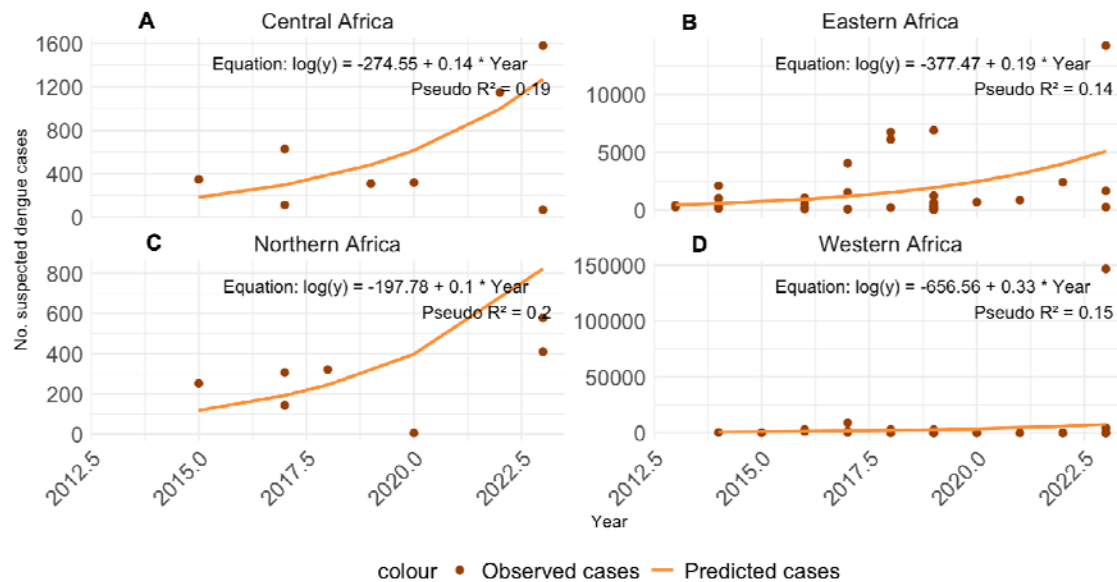 A
Central Africa
Equation: log(y) = -274.55 + 0.14 * Year
Pseudo R² = 0.19
1600
1200
800
400
0
B
Eastern Africa
Equation: log(y) = -377.47 + 0.19 * Year
Pseudo R² = 0.14
10000
5000
0
C
Northern Africa
Equation: log(y) = -197.78 + 0.1 * Year
Pseudo R² = 0.2
800
600
400
200
0
2012.5
2015.0
2017.5
2020.0
2022.5
D
Western Africa
Equation: log(y) = -656.56 + 0.33 * Year
Pseudo R² = 0.15
150000
100000
50000
0
2012.5
2015.0
2017.5
2020.0
2022.5
No. suspected dengue cases
Year
colour Observed cases Predicted cases